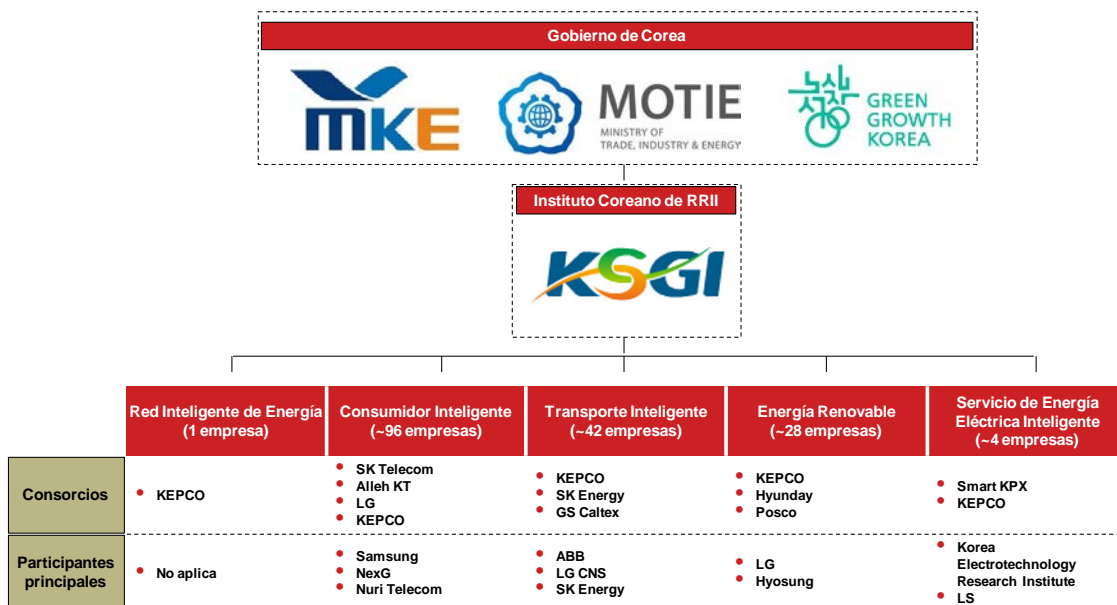 Gobierno de Corea
MKE
MOTIE
MINISTRY OF
TRADE, INDUSTRY & ENERGY
녹색성장
GREEN
GROWTH
KOREA
Instituto Coreano de RRII
KSGI
Red Inteligente de Energía
(1 empresa)
Consumidor Inteligente
(~96 empresas)
Transporte Inteligente
(~42 empresas)
Energía Renovable
(~28 empresas)
Servicio de Energía
Eléctrica Inteligente
(~4 empresas)
Consorcios
• KEPCO
• SK Telecom
• Alleh KT
• LG
• KEPCO
• KEPCO
• SK Energy
• GS Caltex
• KEPCO
• Hyunday
• Posco
• Smart KPX
• KEPCO
Participantes
principales
• No aplica
• Samsung
• NexG
• Nuri Telecom
• ABB
• LG CNS
• SK Energy
• LG
• Hyosung
• Korea
Electrotechnology
Research Institute
• LS